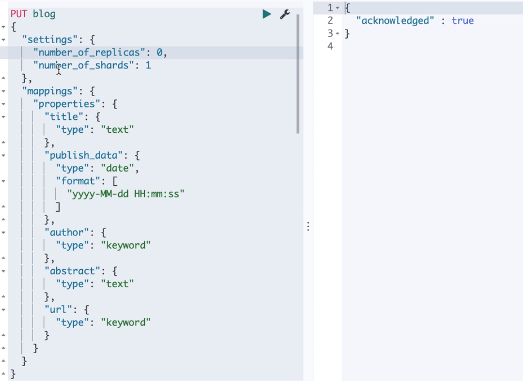 PUT blog
{
"settings": {
"number_of_replicas": 0,
"number_of_shards": 1
},
"mappings": {
"properties": {
"title": {
"type": "text"
},
"publish_data": {
"type": "date",
"format": [
"yyyy-MM-dd HH:mm:ss"
]
},
"author": {
"type": "keyword"
},
"abstract": {
"type": "text"
},
"url": {
"type": "keyword"
}
}
}
}
1 {
2 "acknowledged" : true
3 }
4